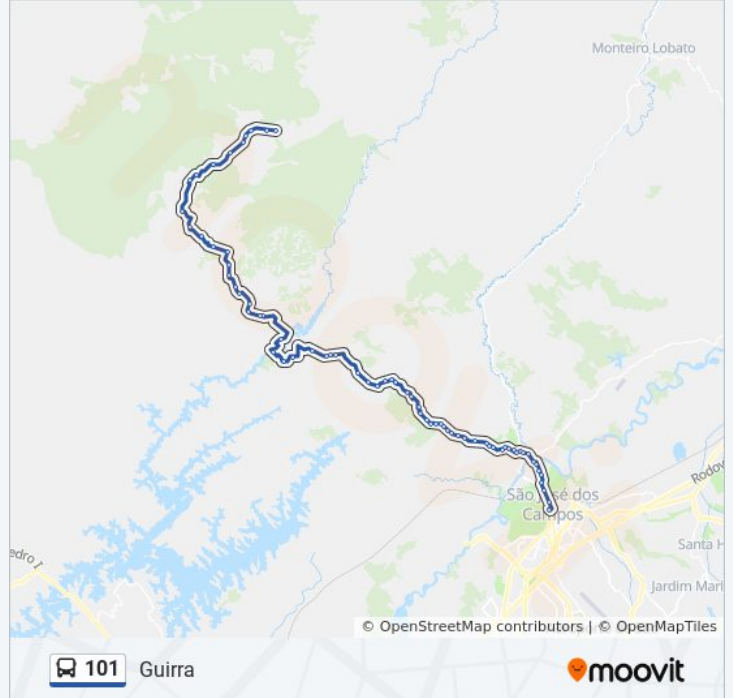 Monteiro Lobato
São José dos
Campos
Rodov
Santa H
edro I
Jardim Mari
© OpenStreetMap contributors | © OpenMapTiles
101 Guirra
moovit